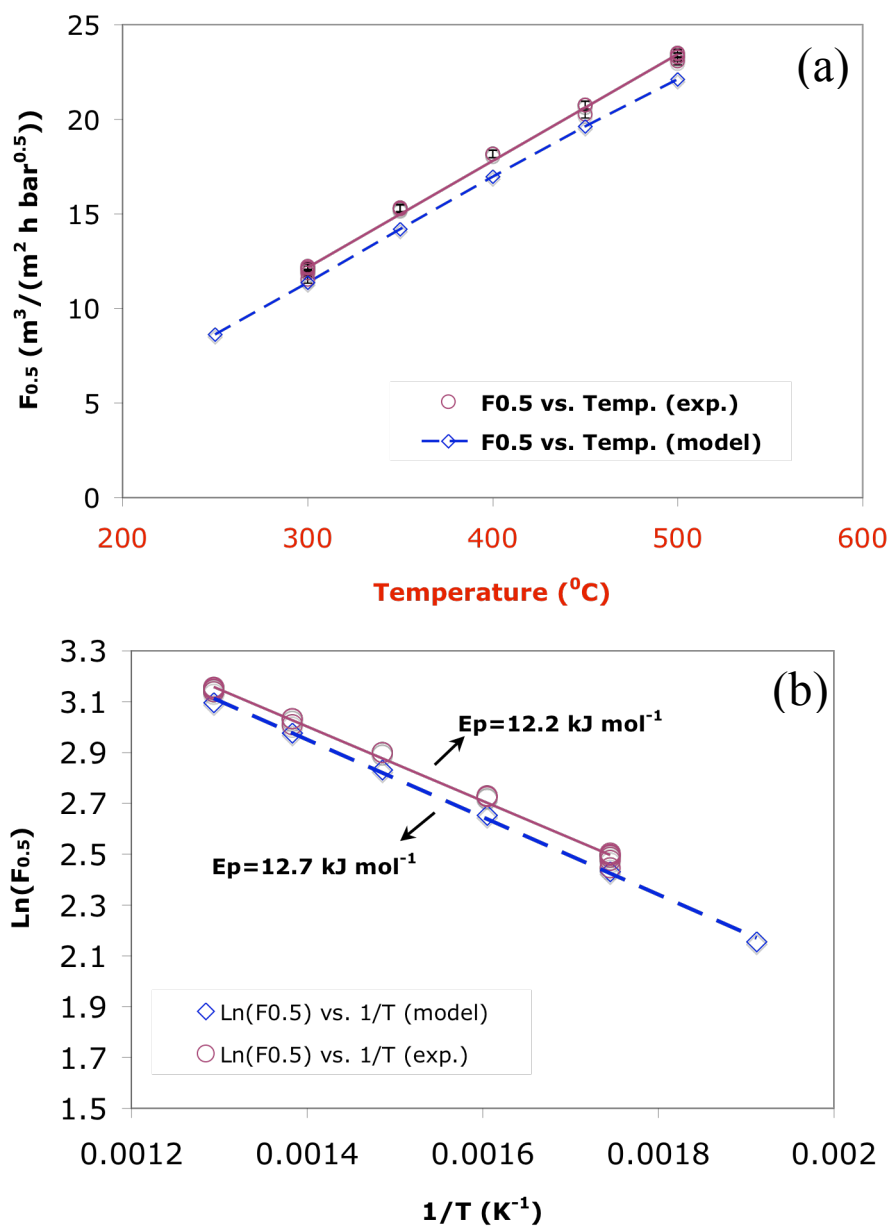 (a)
25
20
15
10
5
0
F0.5 (m³/(m² h bar⁰·⁵))
F0.5 vs. Temp. (exp.)
F0.5 vs. Temp. (model)
200 300 400 500 600
Temperature (⁰C)
(b)
3.3
3.1
2.9
2.7
2.5
2.3
2.1
1.9
1.7
1.5
Ln(F0.5)
Ep=12.2 kJ mol⁻¹
Ep=12.7 kJ mol⁻¹
Ln(F0.5) vs. 1/T (model)
Ln(F0.5) vs. 1/T (exp.)
0.0012 0.0014 0.0016 0.0018 0.002
1/T (K⁻¹)